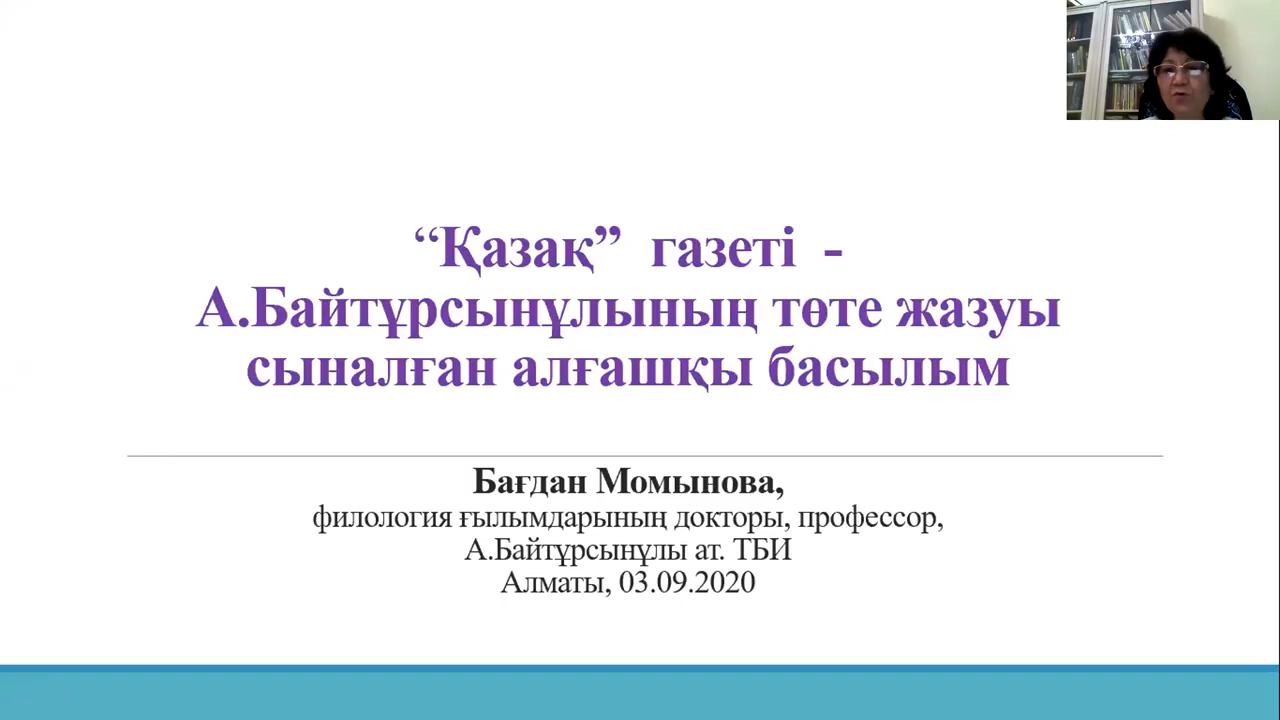 “Қазақ” газеті -
А.Байтұрсынұлының төте жазуы
сыналған алғашқы басылым
Бағдан Момынова,
филология ғылымдарының докторы, профессор,
А.Байтұрсынұлы ат. ТБИ
Алматы, 03.09.2020